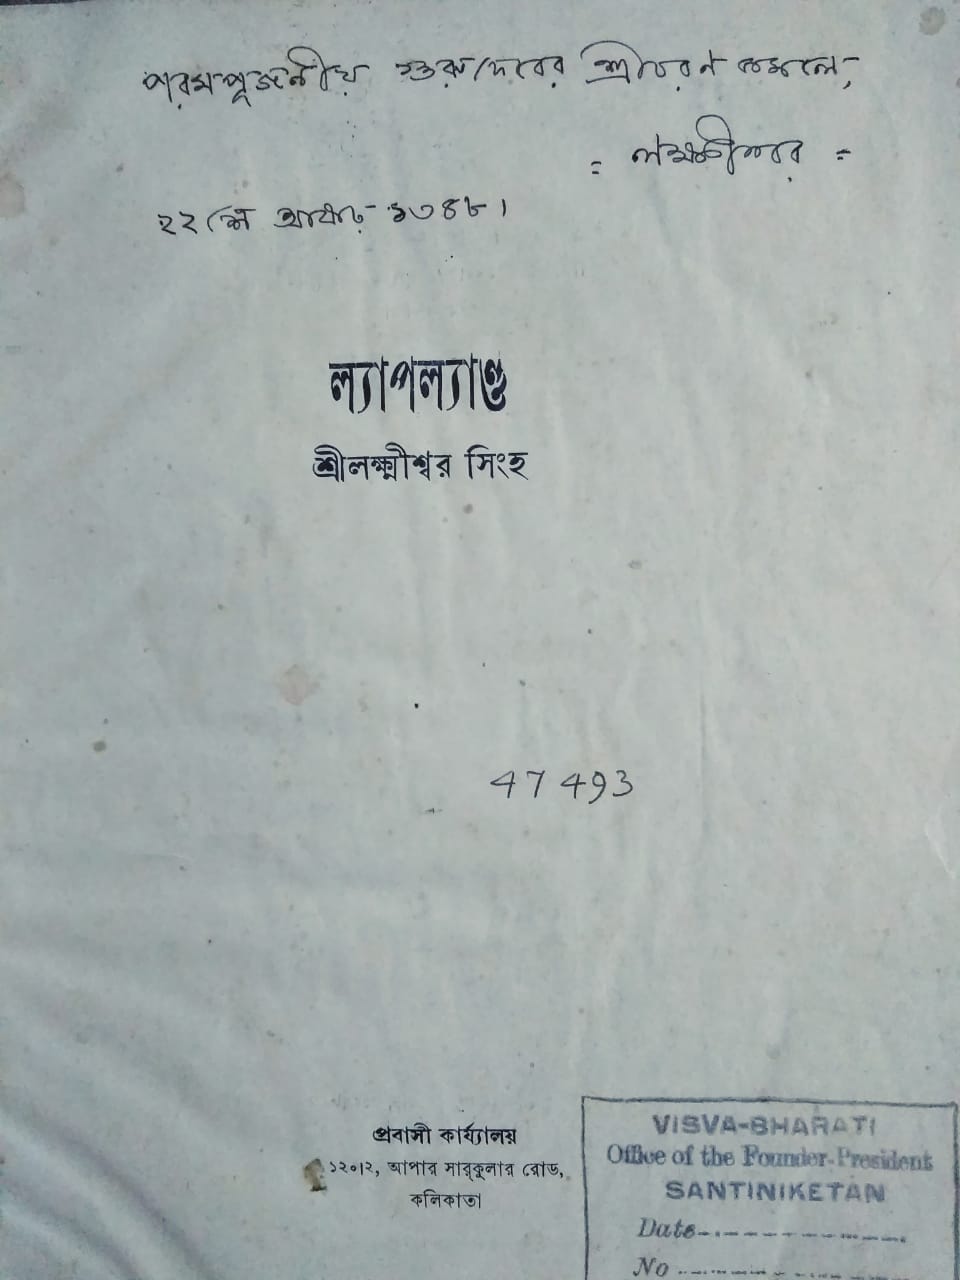 পরমপূজনীয় গুরুদেবের শ্রীচরণ কমলে,
= লক্ষ্মীশ্বর =
২২শে আষাঢ় ১৩৪৮।
ল্যাপল্যাণ্ড
শ্রীলক্ষ্মীশ্বর সিংহ
47493
প্রবাসী কার্য্যালয়
১২০।২, আপার সার্কুলার রোড,
কলিকাতা
VISVA-BHARATI
Office of the Founder-President
SANTINIKETAN
Date
No